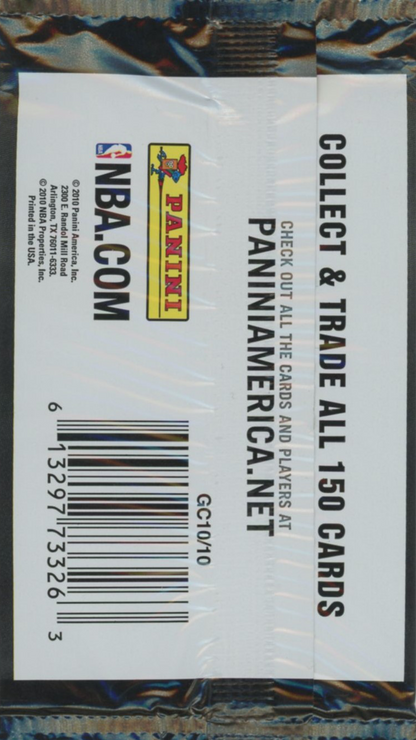 COLLECT & TRADE ALL 150 CARDS
CHECK OUT ALL THE CARDS AND PLAYERS AT
PANINIAMERICA.NET
PANINI
NBA.COM
© 2010 Panini America, Inc.
2300 E. Randol Mill Road
Arlington, TX 76011-6333.
© 2010 NBA Properties, Inc.
Printed in the USA.
GC10/10
6 13297 73326 3